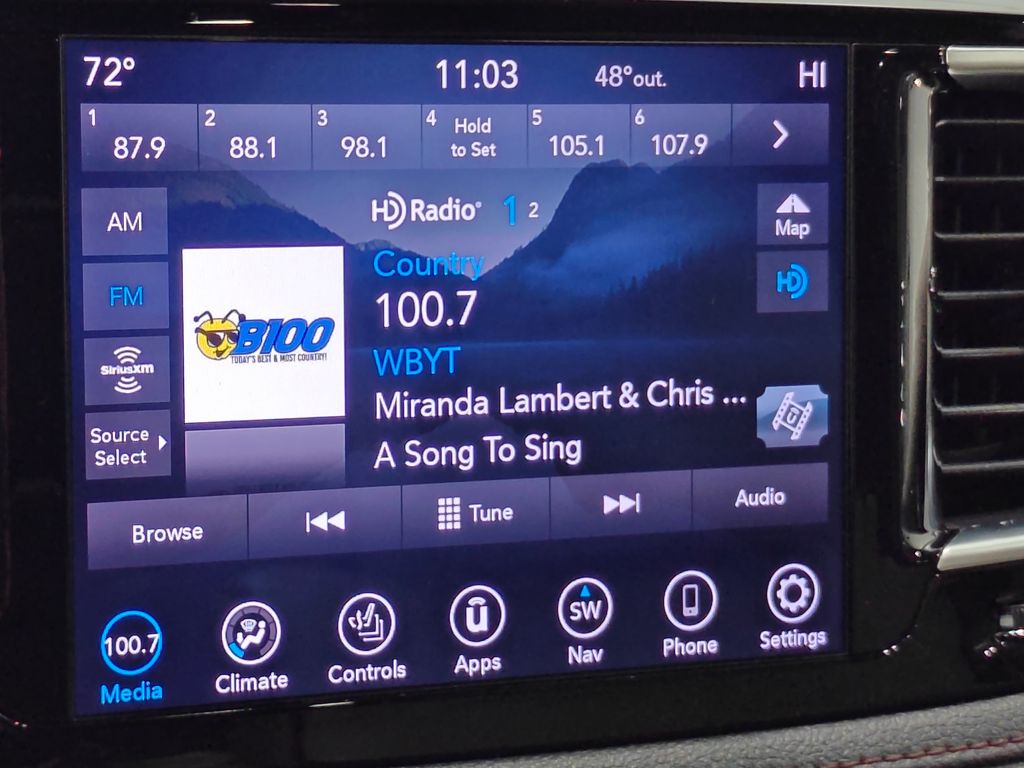 72° 11:03 48°out. HI
1 87.9
2 88.1
3 98.1
4 Hold to Set
5 105.1
6 107.9
AM
HD Radio® 1 2
Map
Country
FM
100.7
HD
B100
TODAY'S BEST & MOST COUNTRY!
WBYT
SiriusXM
Miranda Lambert & Chris ...
Source
Select
A Song To Sing
Browse
Tune
Audio
100.7
Media
Climate
Controls
u
Apps
SW
Nav
Phone
Settings